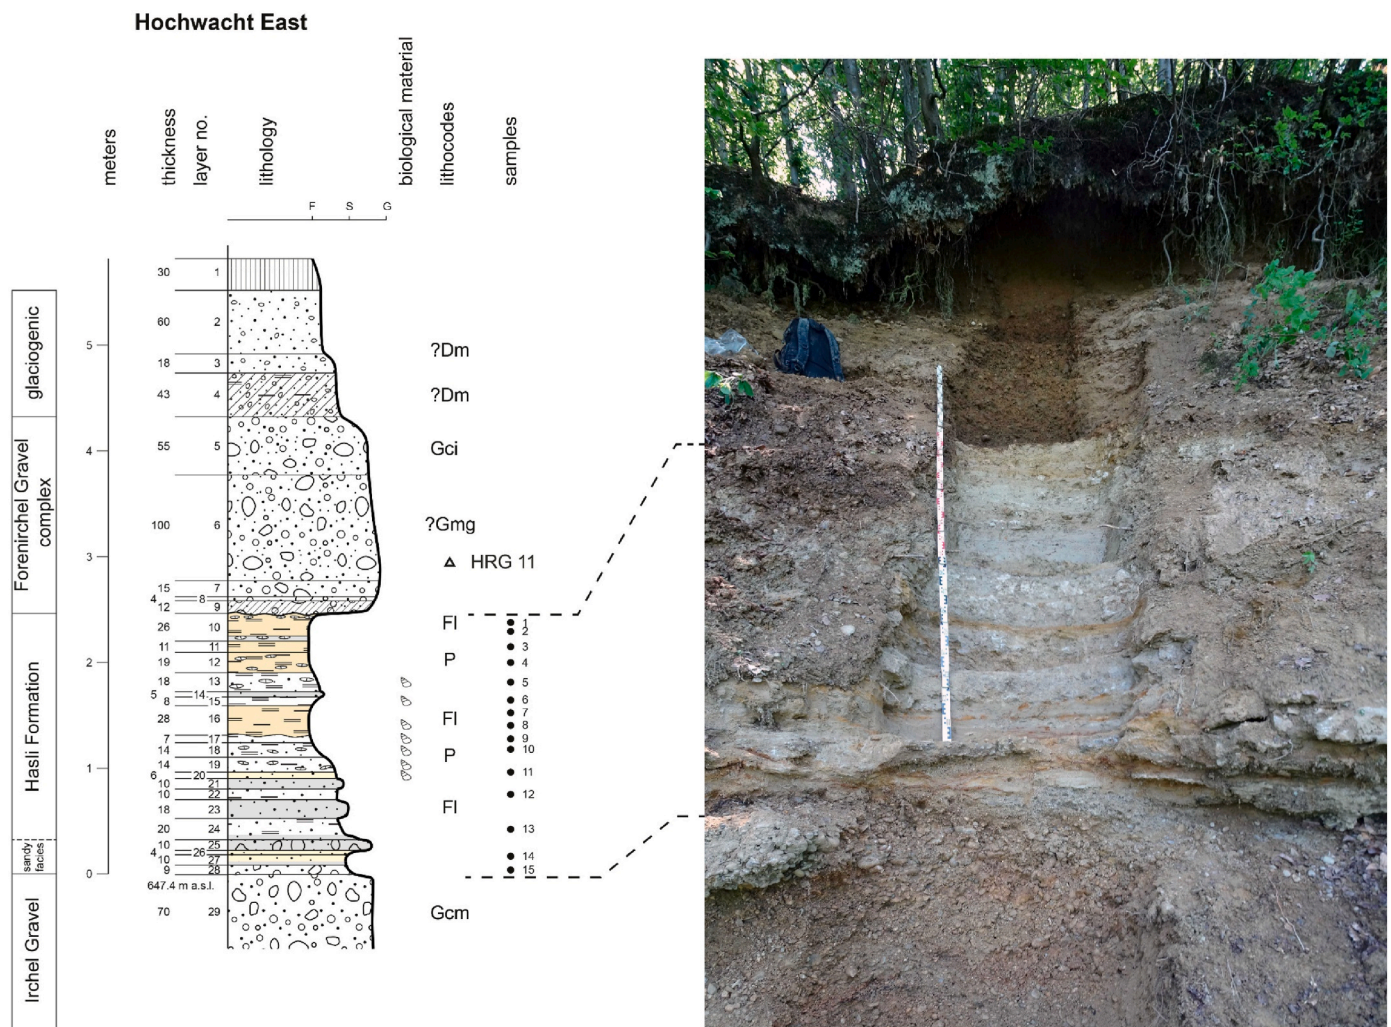 Hochwacht East
meters
thickness
layer no.
lithology
biological material
lithocodes
samples
F S G
glaciogenic
Forenirchel Gravel
complex
Hasli Formation
sandy
facies
Irchel Gravel
5
4
3
2
1
0
30 1
60 2
18 3
43 4
55 5
100 6
15 7
4 8
12 9
26 10
11 11
19 12
18 13
5 14
8 15
28 16
7 17
14 18
14 19
6 20
10 21
10 22
18 23
20 24
10 25
4 26
10 27
9 28
647.4 m a.s.l.
70 29
?Dm
?Dm
Gci
?Gmg
HRG 11
Fl
P
Fl
P
Fl
Gcm
1
2
3
4
5
6
7
8
9
10
11
12
13
14
15